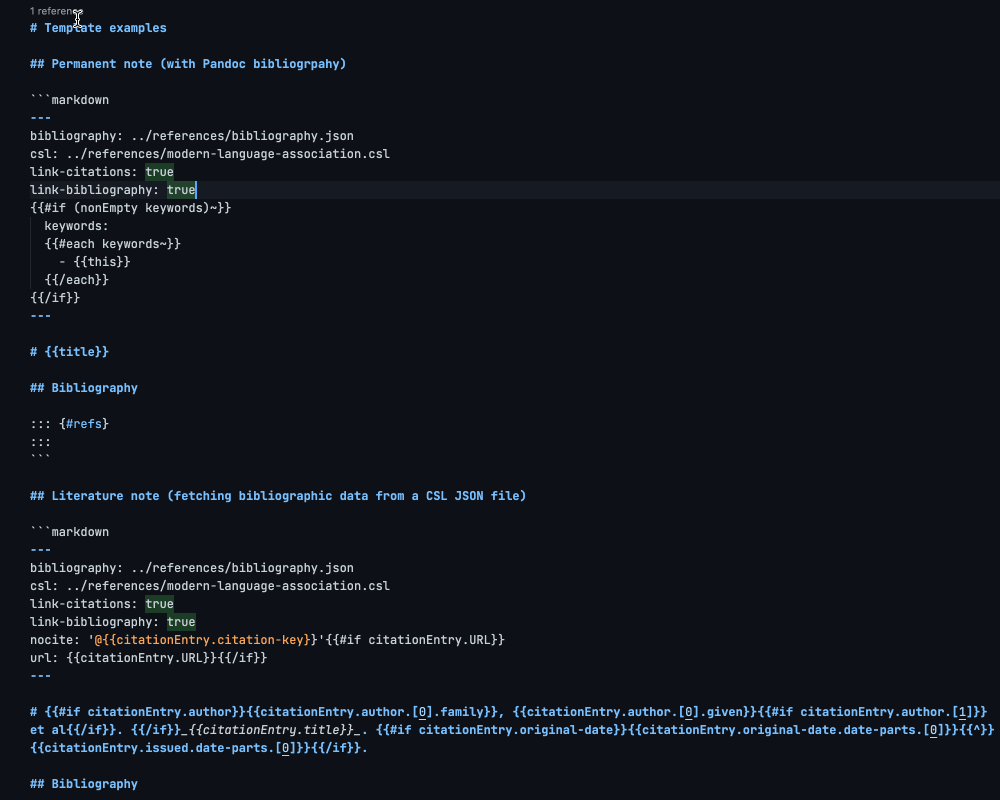 1 reference
# Template examples
## Permanent note (with Pandoc bibliogrpahy)
```markdown
---
bibliography: ../references/bibliography.json
csl: ../references/modern-language-association.csl
link-citations: true
link-bibliography: true
{{#if (nonEmpty keywords)~}}
keywords:
{{#each keywords~}}
- {{this}}
{{/each}}
{{/if}}
---
# {{title}}
## Bibliography
::: {#refs}
:::
```
## Literature note (fetching bibliographic data from a CSL JSON file)
```markdown
---
bibliography: ../references/bibliography.json
csl: ../references/modern-language-association.csl
link-citations: true
link-bibliography: true
nocite: '@{{citationEntry.citation-key}}'{{#if citationEntry.URL}}
url: {{citationEntry.URL}}{{/if}}
---
# {{#if citationEntry.author}}{{citationEntry.author.[0].family}}, {{citationEntry.author.[0].given}}{{#if citationEntry.author.[1]}}
et al{{/if}}. {{/if}}_{{citationEntry.title}}_. {{#if citationEntry.original-date}}{{citationEntry.original-date.date-parts.[0]}}{{^}}
{{citationEntry.issued.date-parts.[0]}}{{/if}}.
## Bibliography